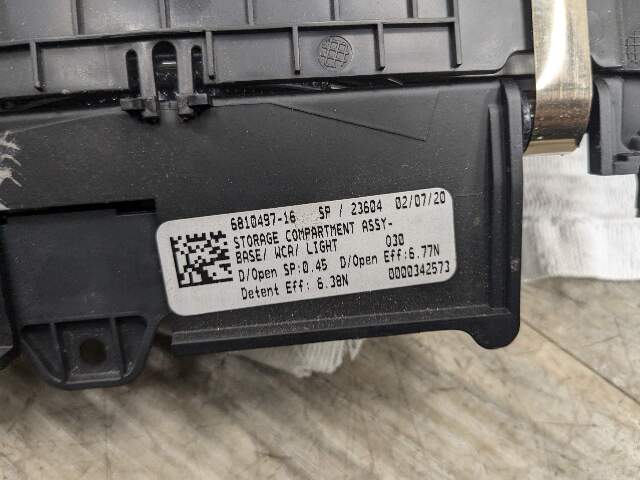 6810497-16 SP / 23604 02/07/20
STORAGE COMPARTMENT ASSY-
BASE/ WCA/ LIGHT 030
D/Open SP:0.45 D/Open Eff:6.77N
Detent Eff: 6.38N 0000342573